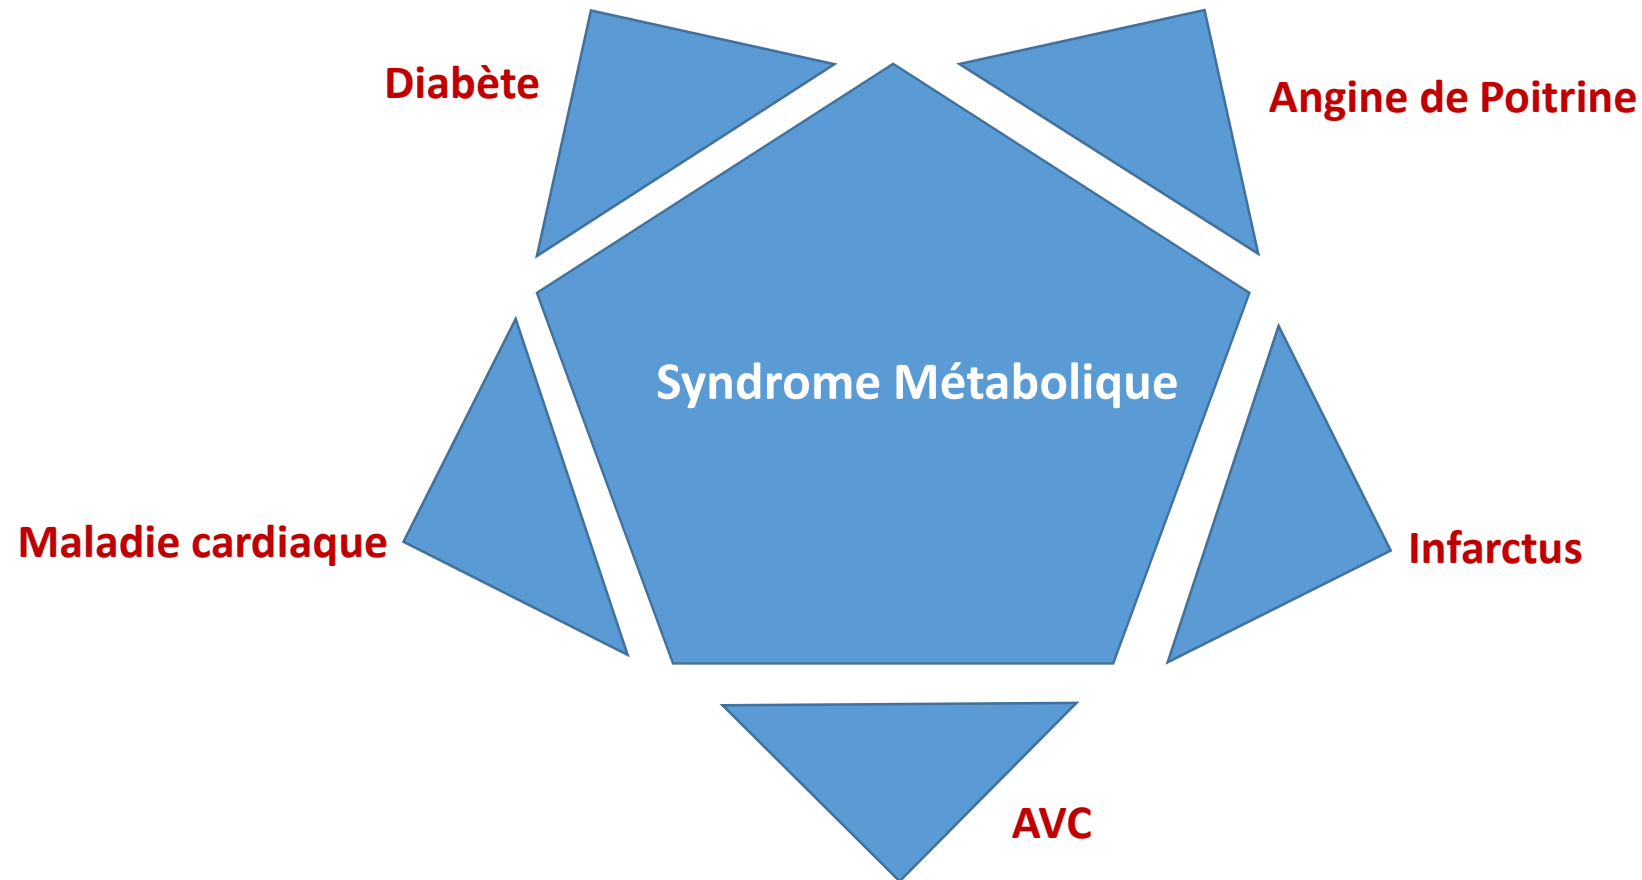 Diabète
Angine de Poitrine
Syndrome Métabolique
Maladie cardiaque
Infarctus
AVC